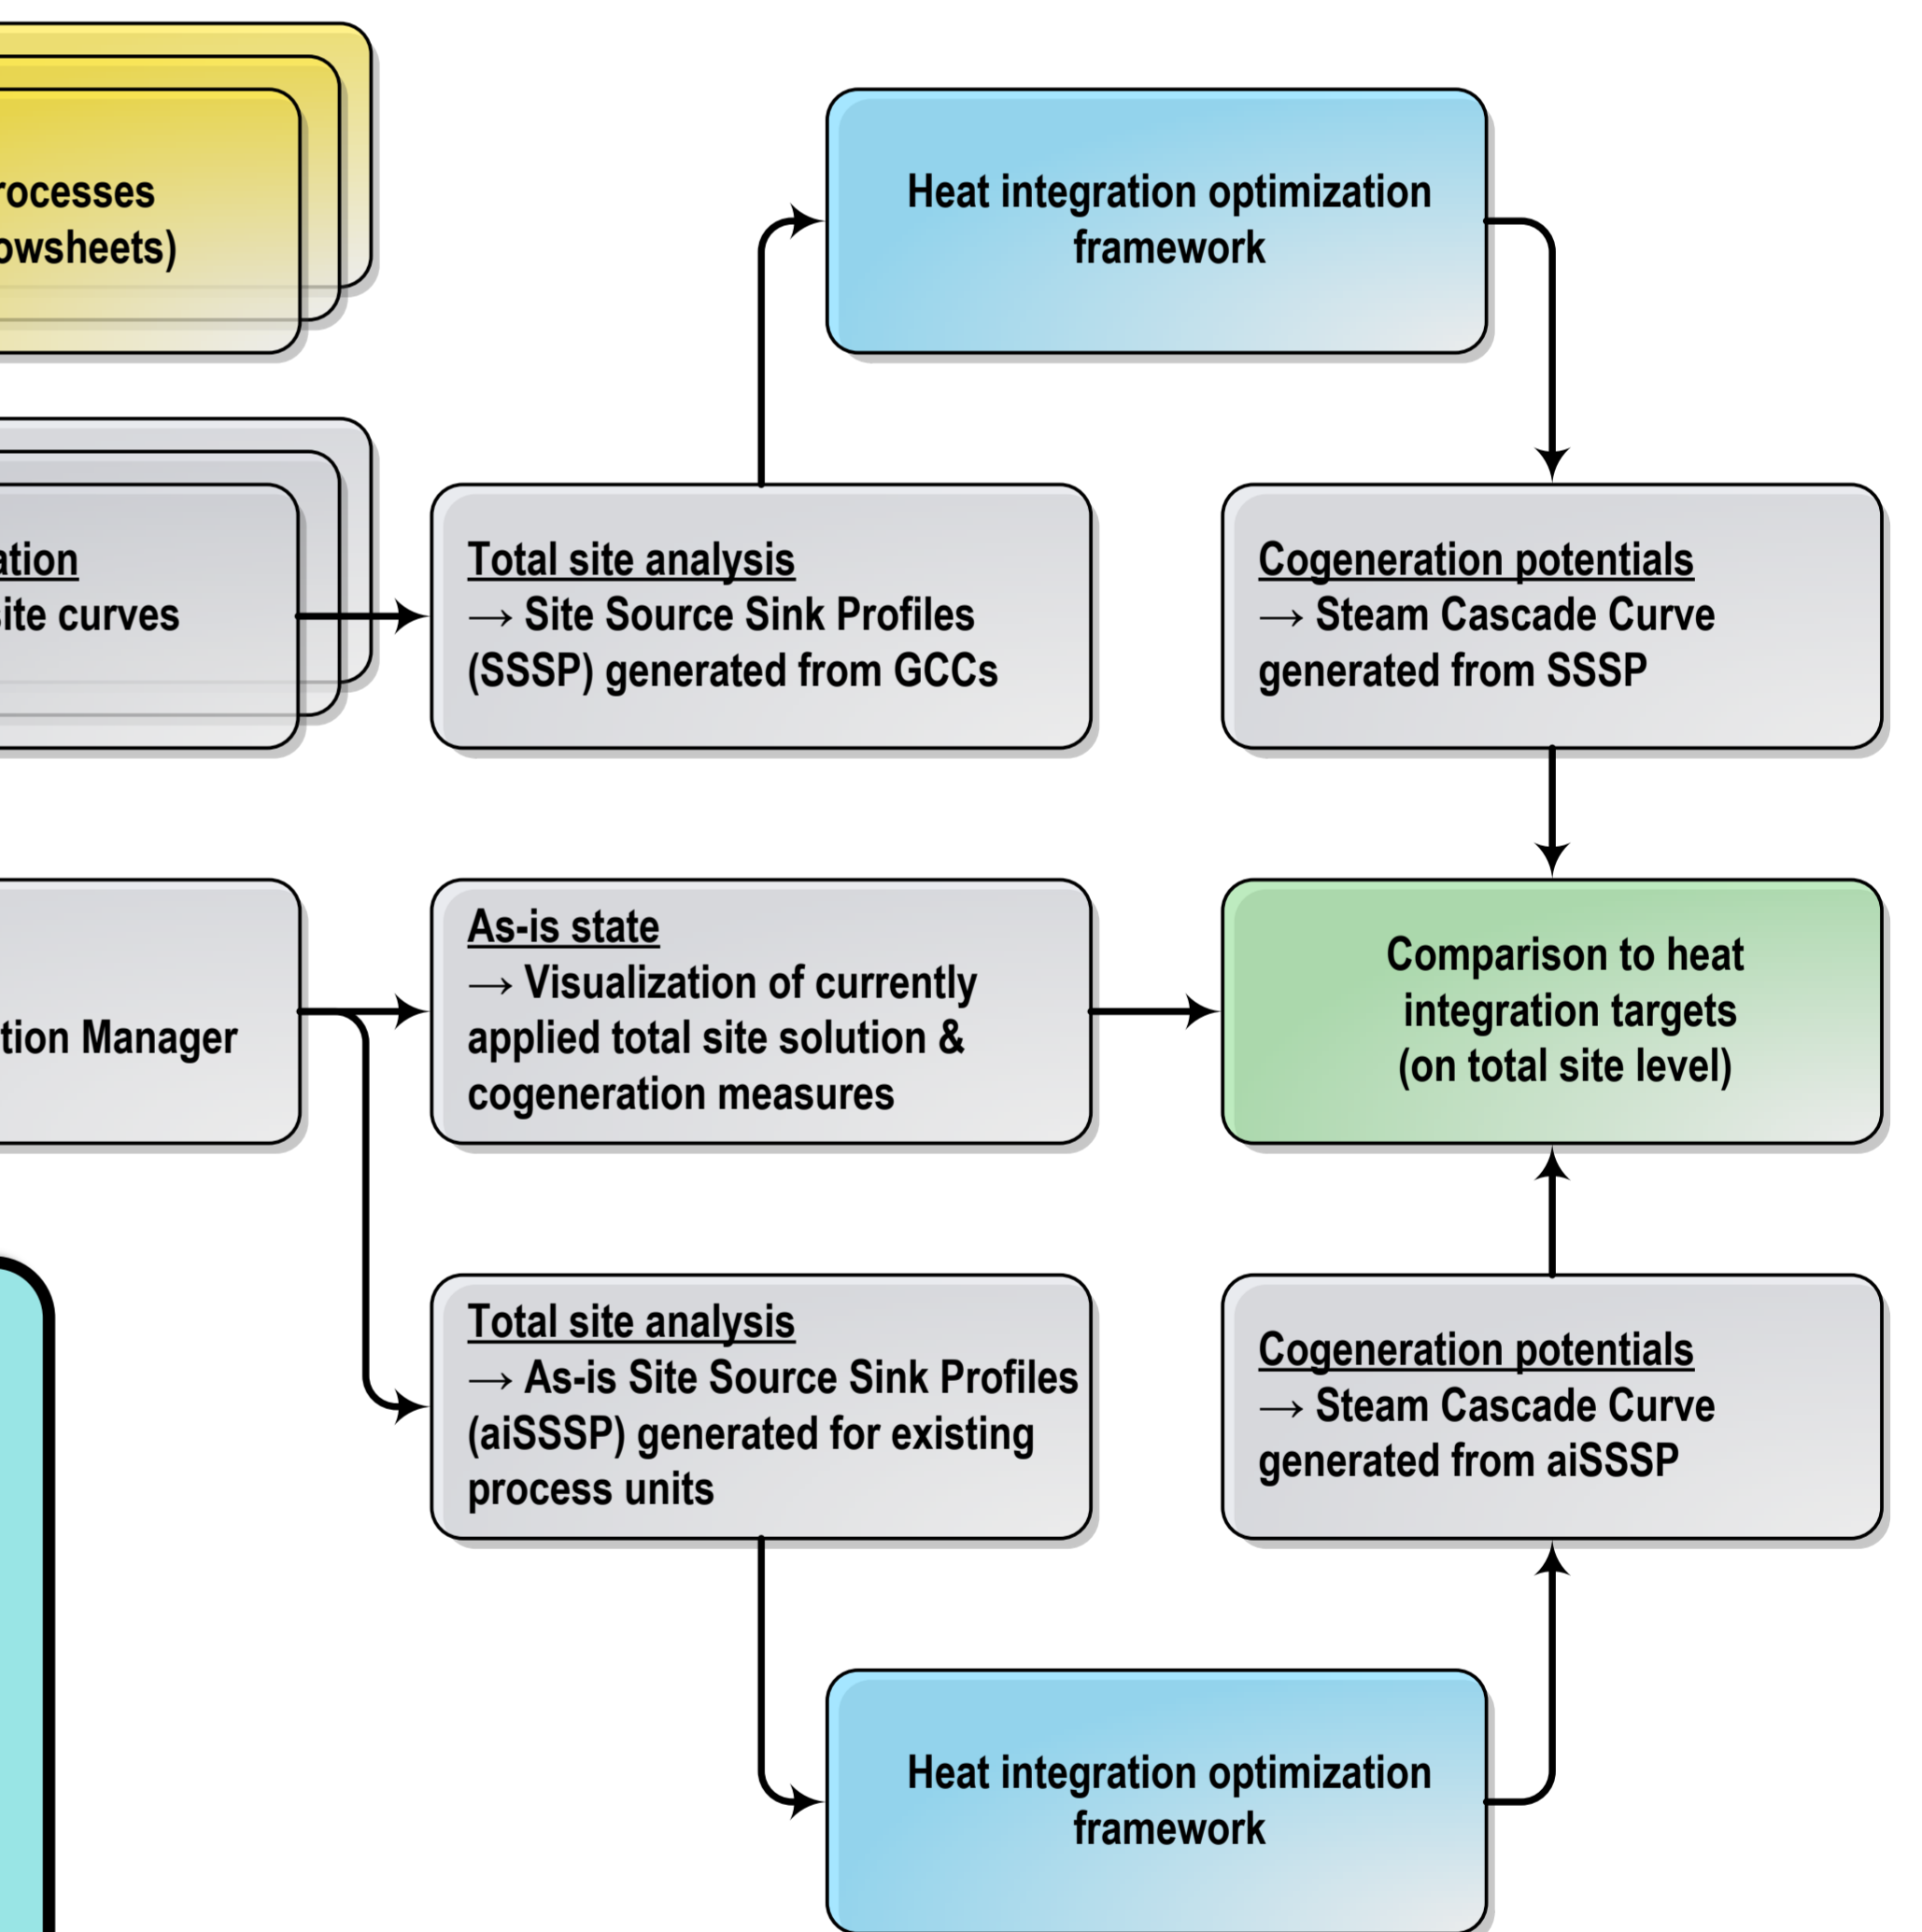 owsheets)
Heat integration optimization
framework
site curves
Total site analysis
→ Site Source Sink Profiles
(SSSP) generated from GCCs
Cogeneration potentials
→ Steam Cascade Curve
generated from SSSP
Manager
As-is state
→ Visualization of currently
applied total site solution &
cogeneration measures
Comparison to heat
integration targets
(on total site level)
Total site analysis
→ As-is Site Source Sink Profiles
(aiSSSP) generated for existing
process units
Cogeneration potentials
→ Steam Cascade Curve
generated from aiSSSP
Heat integration optimization
framework